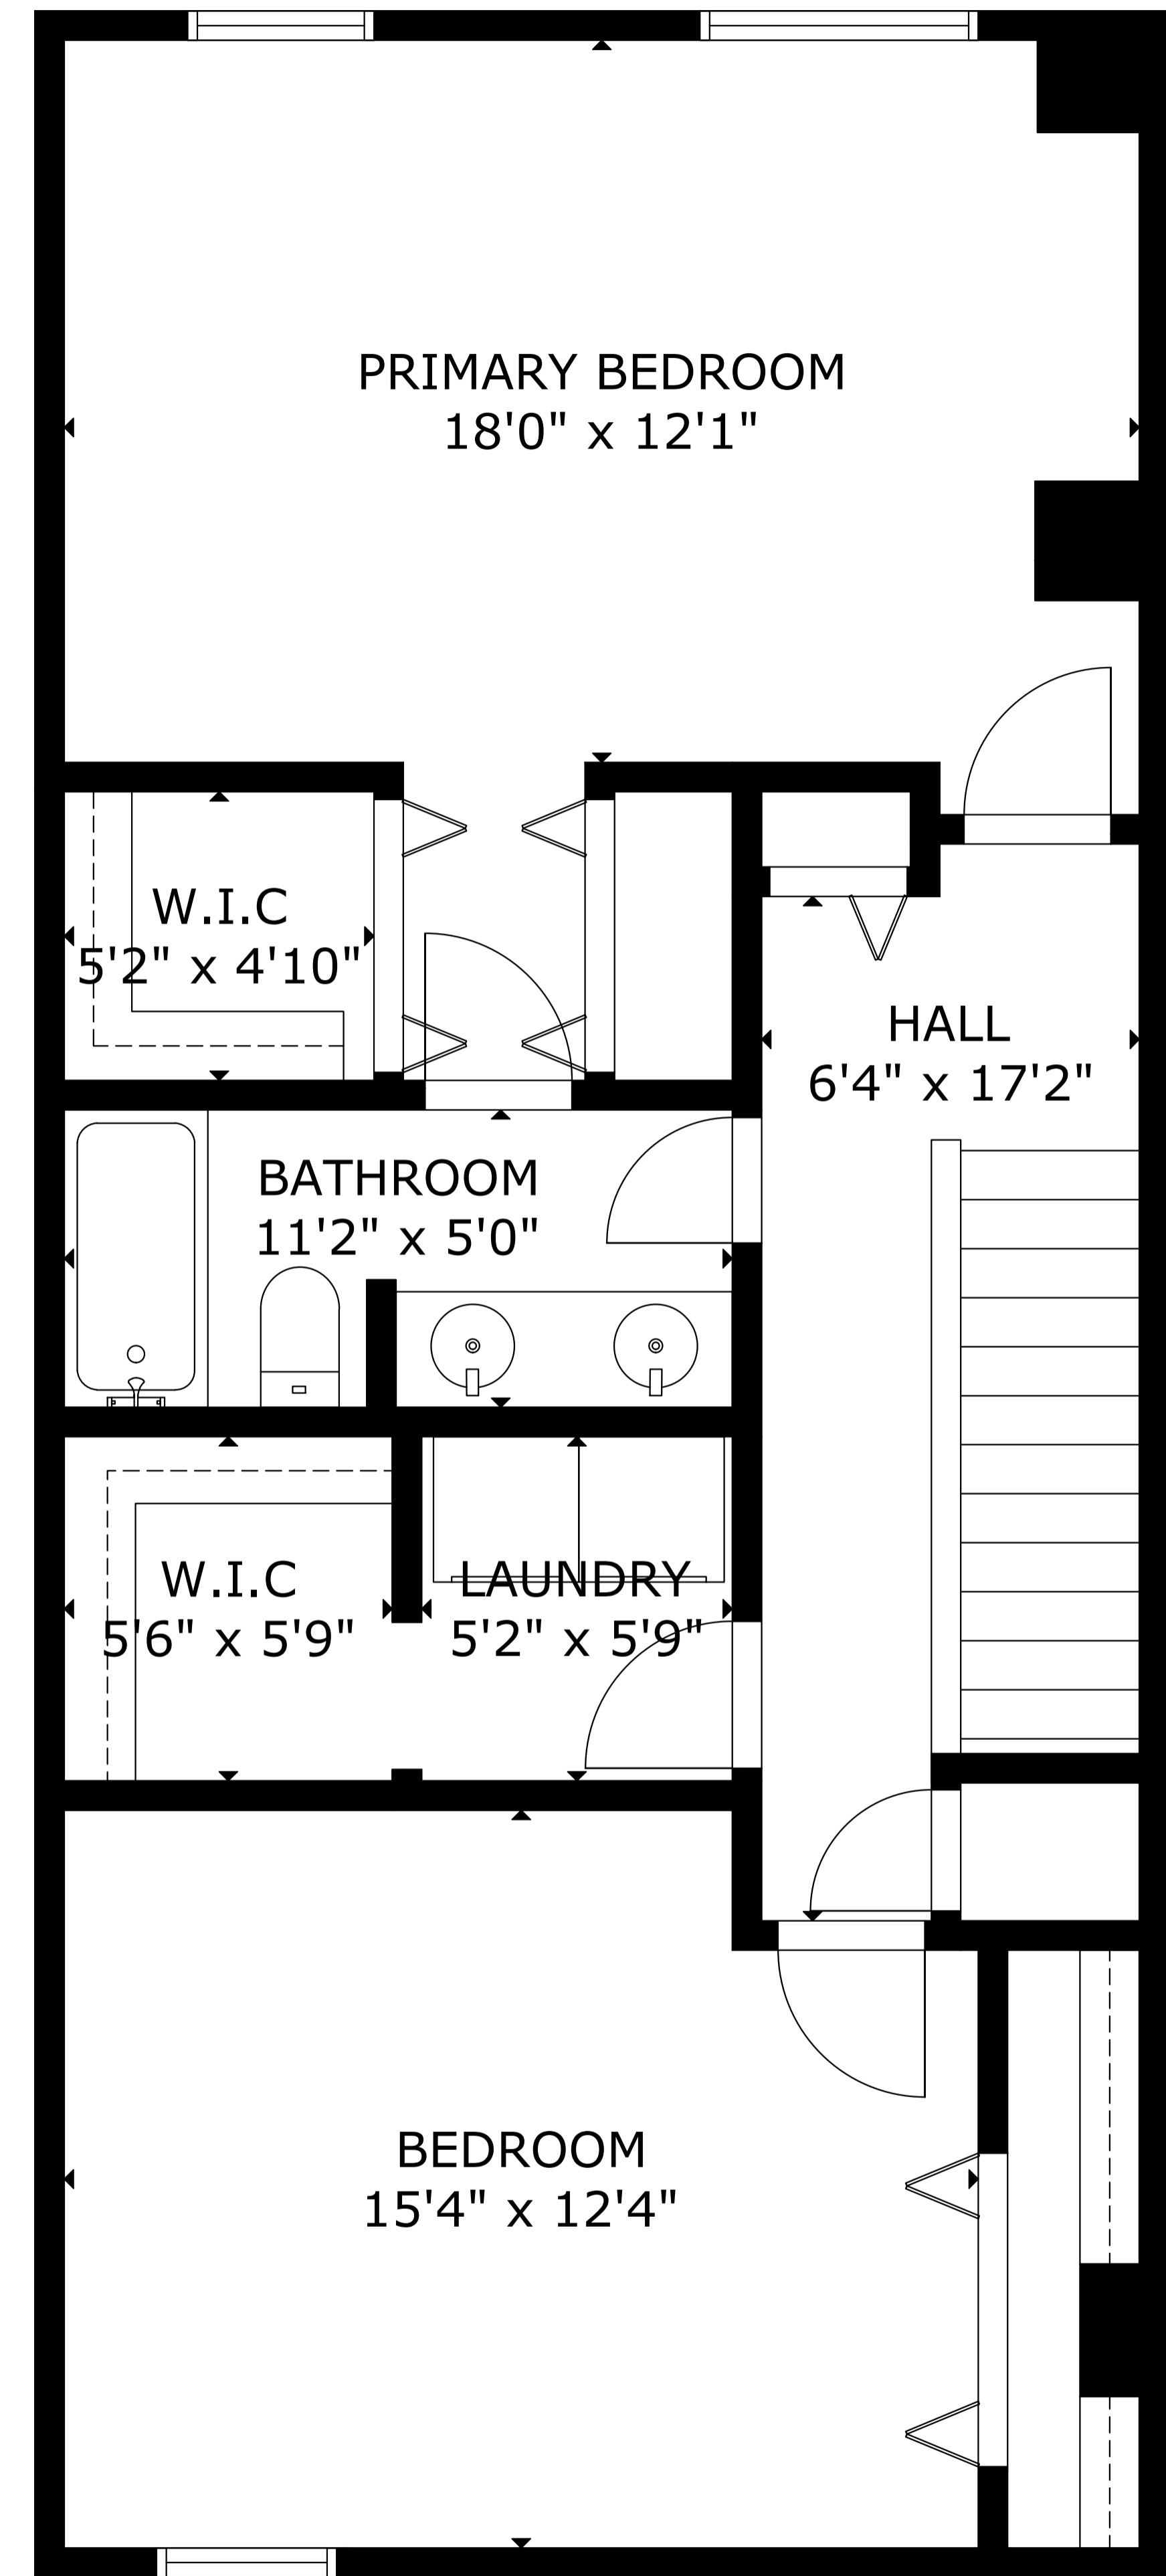 PRIMARY BEDROOM
18'0" x 12'1"
W.I.C
5'2" x 4'10"
HALL
6'4" x 17'2"
BATHROOM
11'2" x 5'0"
W.I.C
5'6" x 5'9"
LAUNDRY
5'2" x 5'9"
BEDROOM
15'4" x 12'4"